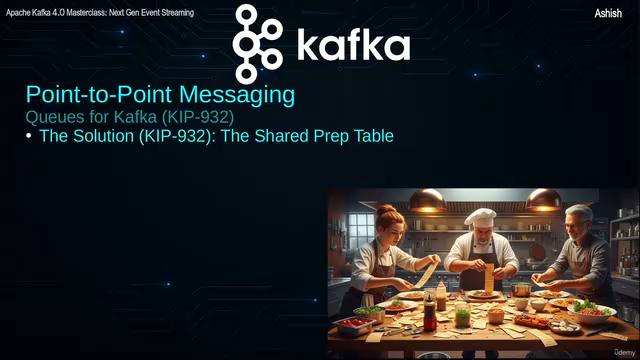 Apache Kafka 4.0 Masterclass: Next Gen Event Streaming
Ashish
kafka
Point-to-Point Messaging
Queues for Kafka (KIP-932)
• The Solution (KIP-932): The Shared Prep Table
udemy